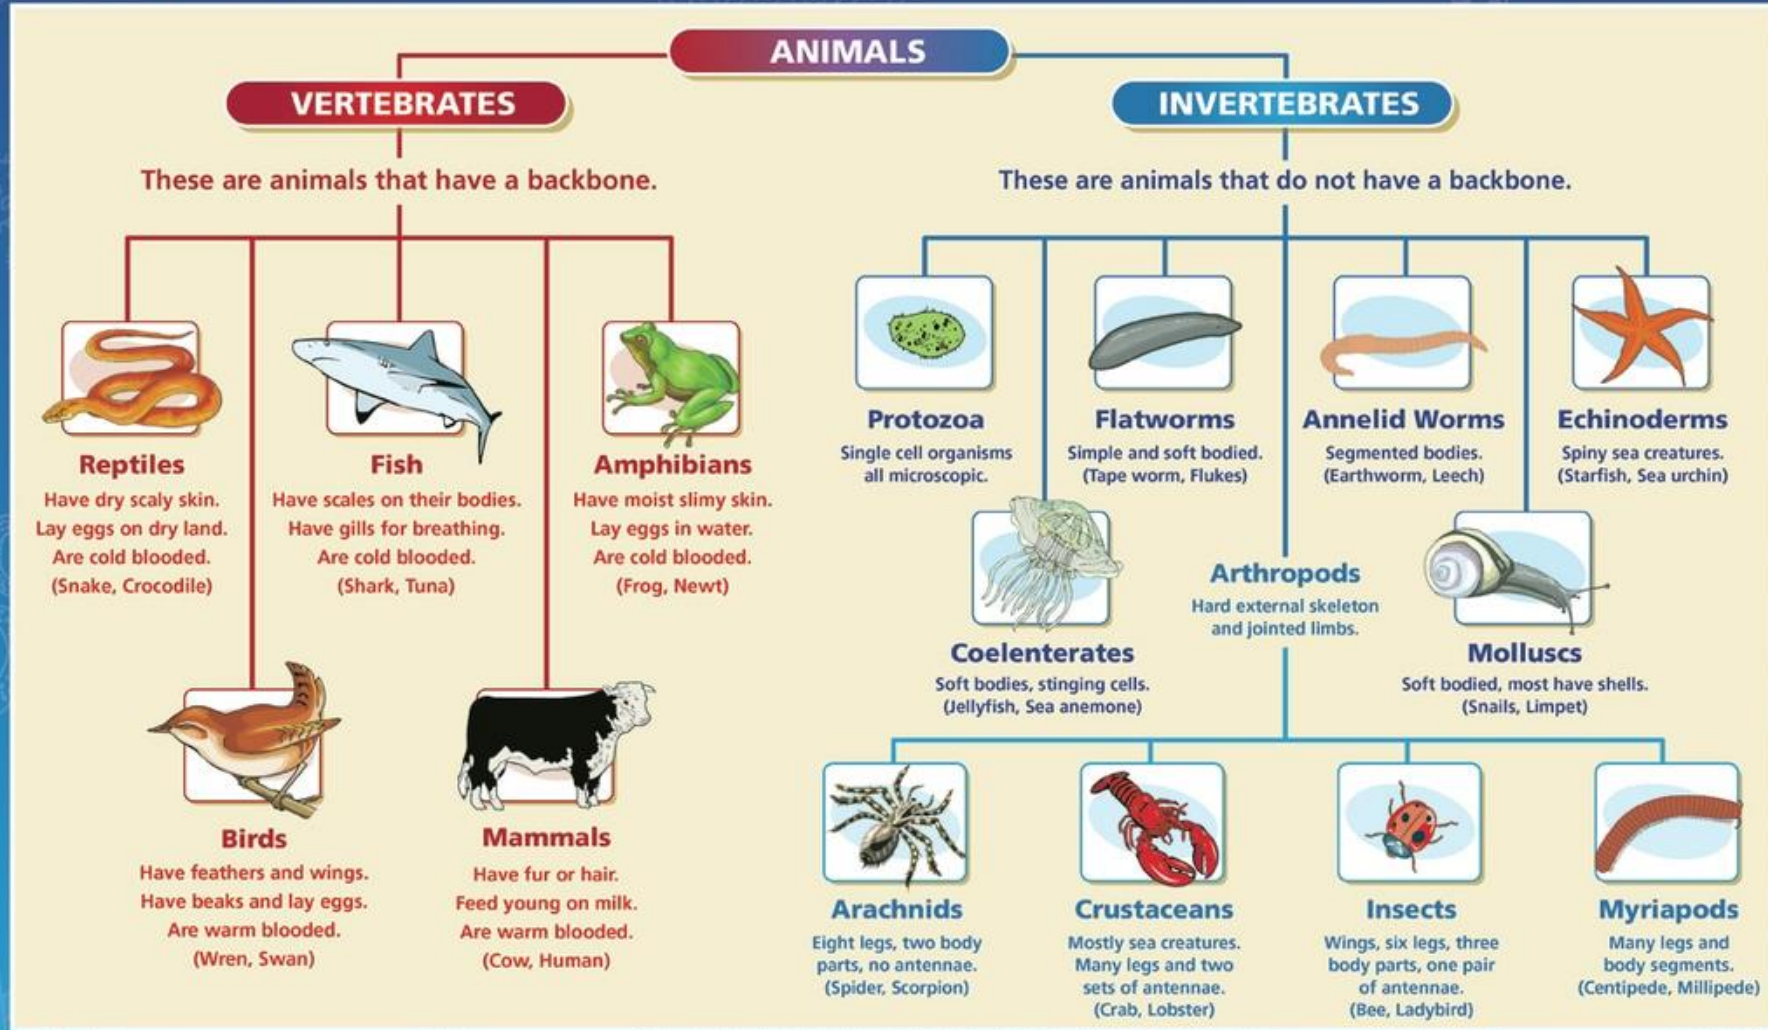 ANIMALS
VERTEBRATES
These are animals that have a backbone.
Reptiles
Have dry scaly skin.
Lay eggs on dry land.
Are cold blooded.
(Snake, Crocodile)
Fish
Have scales on their bodies.
Have gills for breathing.
Are cold blooded.
(Shark, Tuna)
Amphibians
Have moist slimy skin.
Lay eggs in water.
Are cold blooded.
(Frog, Newt)
Birds
Have feathers and wings.
Have beaks and lay eggs.
Are warm blooded.
(Wren, Swan)
Mammals
Have fur or hair.
Feed young on milk.
Are warm blooded.
(Cow, Human)
INVERTEBRATES
These are animals that do not have a backbone.
Protozoa
Single cell organisms
all microscopic.
Flatworms
Simple and soft bodied.
(Tape worm, Flukes)
Annelid Worms
Segmented bodies.
(Earthworm, Leech)
Echinoderms
Spiny sea creatures.
(Starfish, Sea urchin)
Coelenterates
Soft bodies, stinging cells.
(Jellyfish, Sea anemone)
Arthropods
Hard external skeleton
and jointed limbs.
Molluscs
Soft bodied, most have shells.
(Snails, Limpet)
Arachnids
Eight legs, two body
parts, no antennae.
(Spider, Scorpion)
Crustaceans
Mostly sea creatures.
Many legs and two
sets of antennae.
(Crab, Lobster)
Insects
Wings, six legs, three
body parts, one pair
of antennae.
(Bee, Ladybird)
Myriapods
Many legs and
body segments.
(Centipede, Millipede)